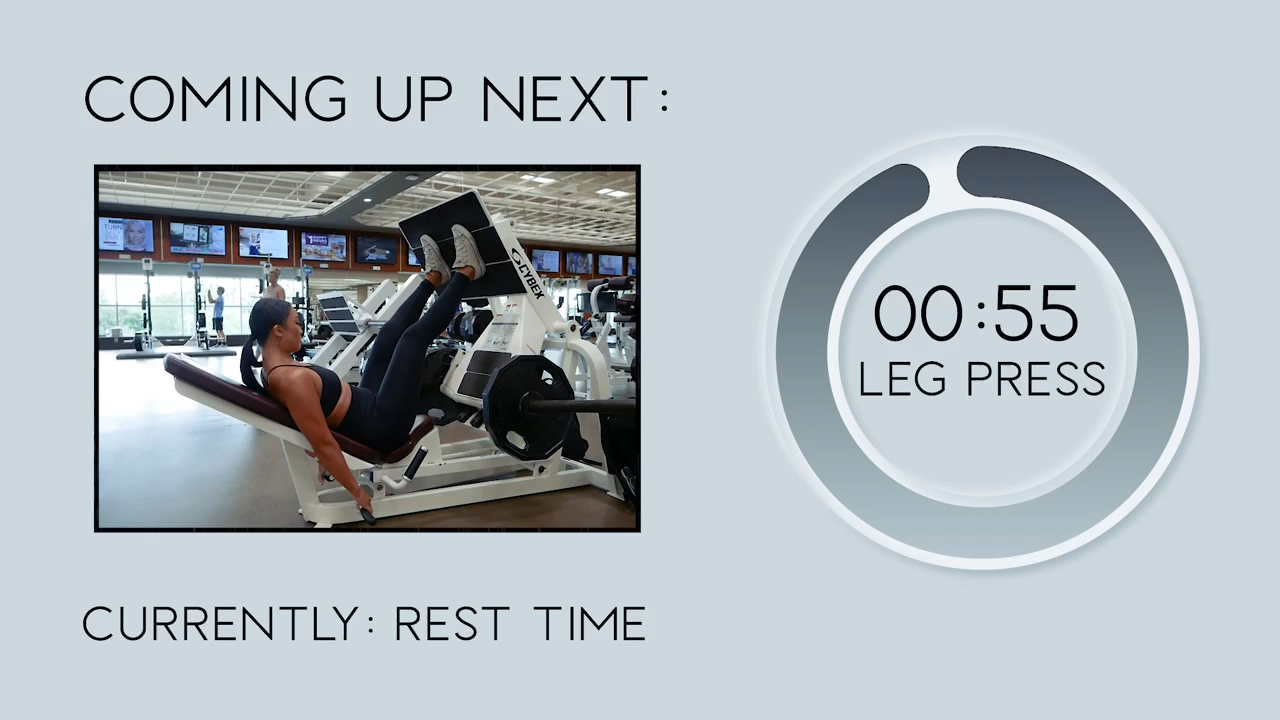 COMING UP NEXT:
CYBEX
00:55
LEG PRESS
CURRENTLY: REST TIME